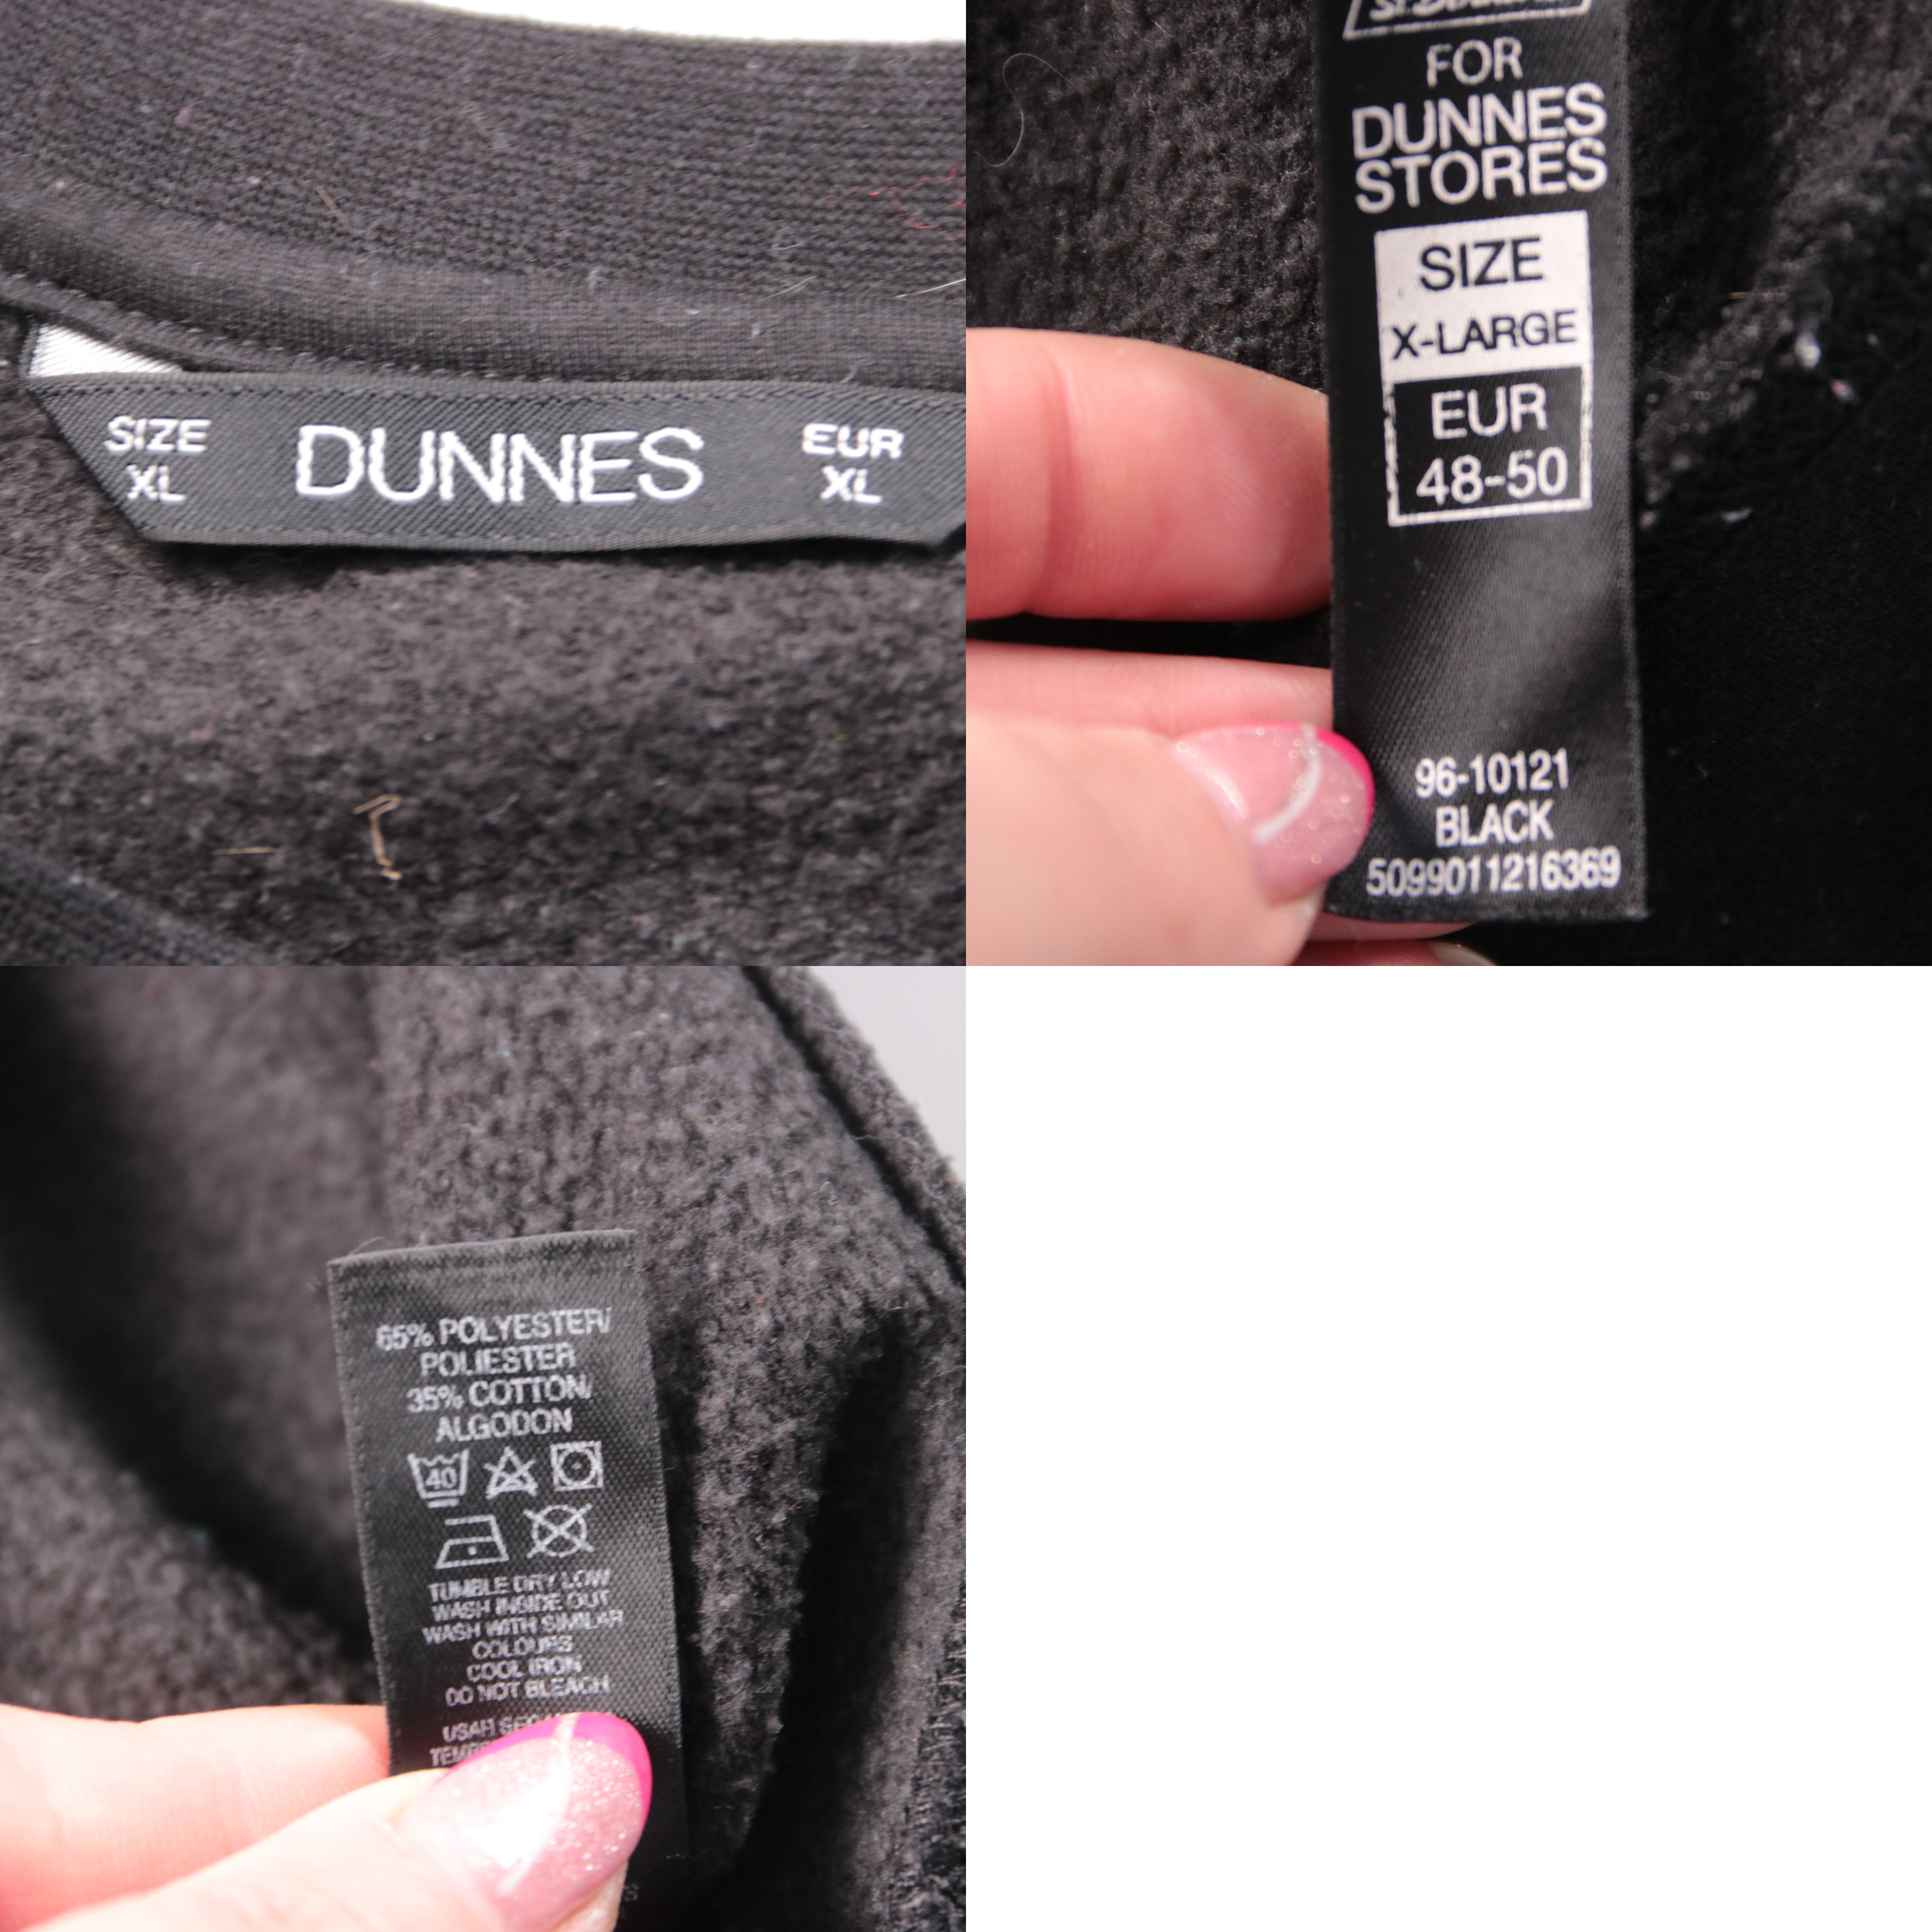 SIZE
XL
DUNNES
EUR
XL
FOR
DUNNES
STORES
SIZE
X-LARGE
EUR
48-50
96-10121
BLACK
5099011216369
65% POLYESTER/
POLIESTER
35% COTTON/
ALGODON
40
TUMBLE DRY LOW
WASH INSIDE OUT
WASH WITH SIMILAR
COLOURS
COOL IRON
DO NOT BLEACH
USAR